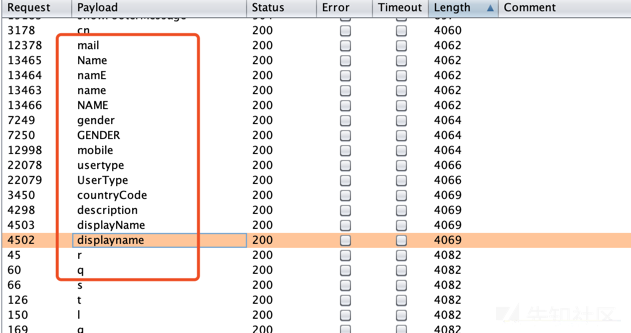 Request Payload Status Error Timeout Length Comment
3178 cn 200 4060
12378 mail 200 4062
13465 Name 200 4062
13464 namE 200 4062
13463 name 200 4062
13466 NAME 200 4062
7249 gender 200 4064
7250 GENDER 200 4064
12998 mobile 200 4064
22078 usertype 200 4066
22079 UserType 200 4066
3450 countryCode 200 4069
4298 description 200 4069
4503 displayName 200 4069
4502 displayname 200 4069
45 r 200 4082
60 q 200 4082
66 s 200 4082
126 t 200 4082
150 l 200 4082
169 200 4082
先知社区